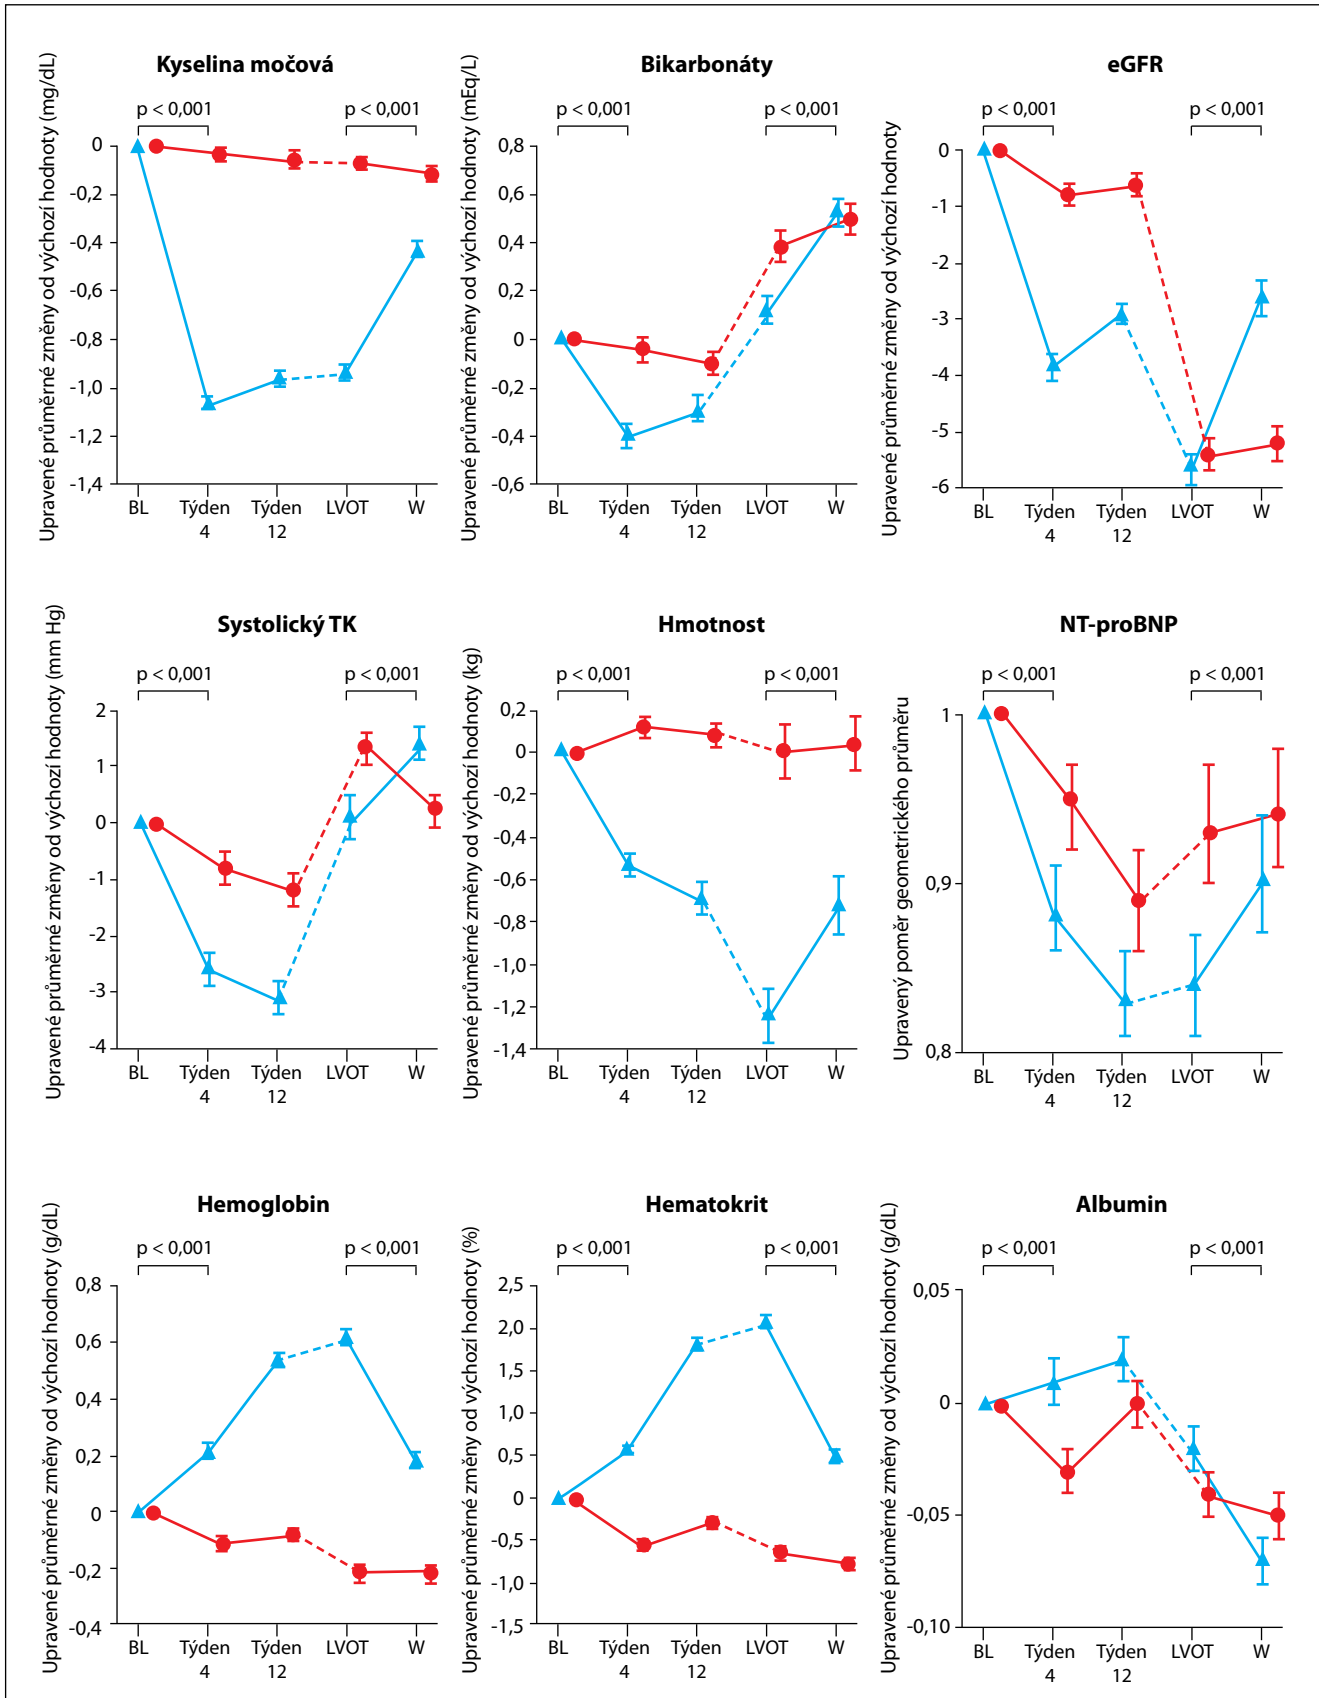 Kyselina močová
p < 0,001
p < 0,001
Upravené průměrné změny od výchozí hodnoty (mg/dL)
0
-0,2
-0,4
-0,6
-0,8
-1,0
-1,2
-1,4
BL
Týden
4
Týden
12
LVOT
W
Bikarbonáty
p < 0,001
p < 0,001
Upravené průměrné změny od výchozí hodnoty (mEq/L)
0,8
0,6
0,4
0,2
0
-0,2
-0,4
-0,6
BL
Týden
4
Týden
12
LVOT
W
eGFR
p < 0,001
p < 0,001
Upravené průměrné změny od výchozí hodnoty
0
-1
-2
-3
-4
-5
-6
BL
Týden
4
Týden
12
LVOT
W
Systolický TK
p < 0,001
p < 0,001
Upravené průměrné změny od výchozí hodnoty (mm Hg)
2
1
0
-1
-2
-3
-4
BL
Týden
4
Týden
12
LVOT
W
Hmotnost
p < 0,001
p < 0,001
Upravené průměrné změny od výchozí hodnoty (kg)
0,2
0
-0,2
-0,4
-0,6
-0,8
-1,0
-1,2
-1,4
BL
Týden
4
Týden
12
LVOT
W
NT-proBNP
p < 0,001
p < 0,001
Upravený poměr geometrického průměru
1
0,9
0,8
BL
Týden
4
Týden
12
LVOT
W
Hemoglobin
p < 0,001
p < 0,001
Upravené průměrné změny od výchozí hodnoty (g/dL)
0,8
0,6
0,4
0,2
0
-0,2
-0,4
BL
Týden
4
Týden
12
LVOT
W
Hematokrit
p < 0,001
p < 0,001
Upravené průměrné změny od výchozí hodnoty (%)
2,5
2,0
1,5
1,0
0,5
0
-0,5
-1,0
-1,5
BL
Týden
4
Týden
12
LVOT
W
Albumin
p < 0,001
p < 0,001
Upravené průměrné změny od výchozí hodnoty (g/dL)
0,05
0
-0,05
-0,10
BL
Týden
4
Týden
12
LVOT
W